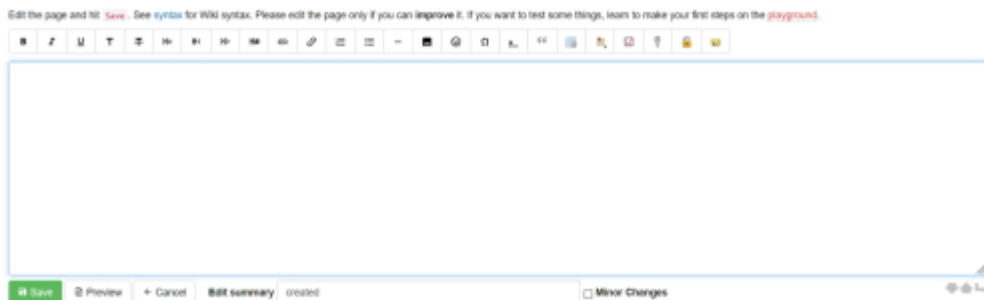 Edit the page and hit Save. See syntax for Wiki syntax. Please edit the page only if you can improve it. If you want to test some things, learn to make your first steps on the playground.
B I U T
Save Preview Cancel Edit summary created Minor Changes